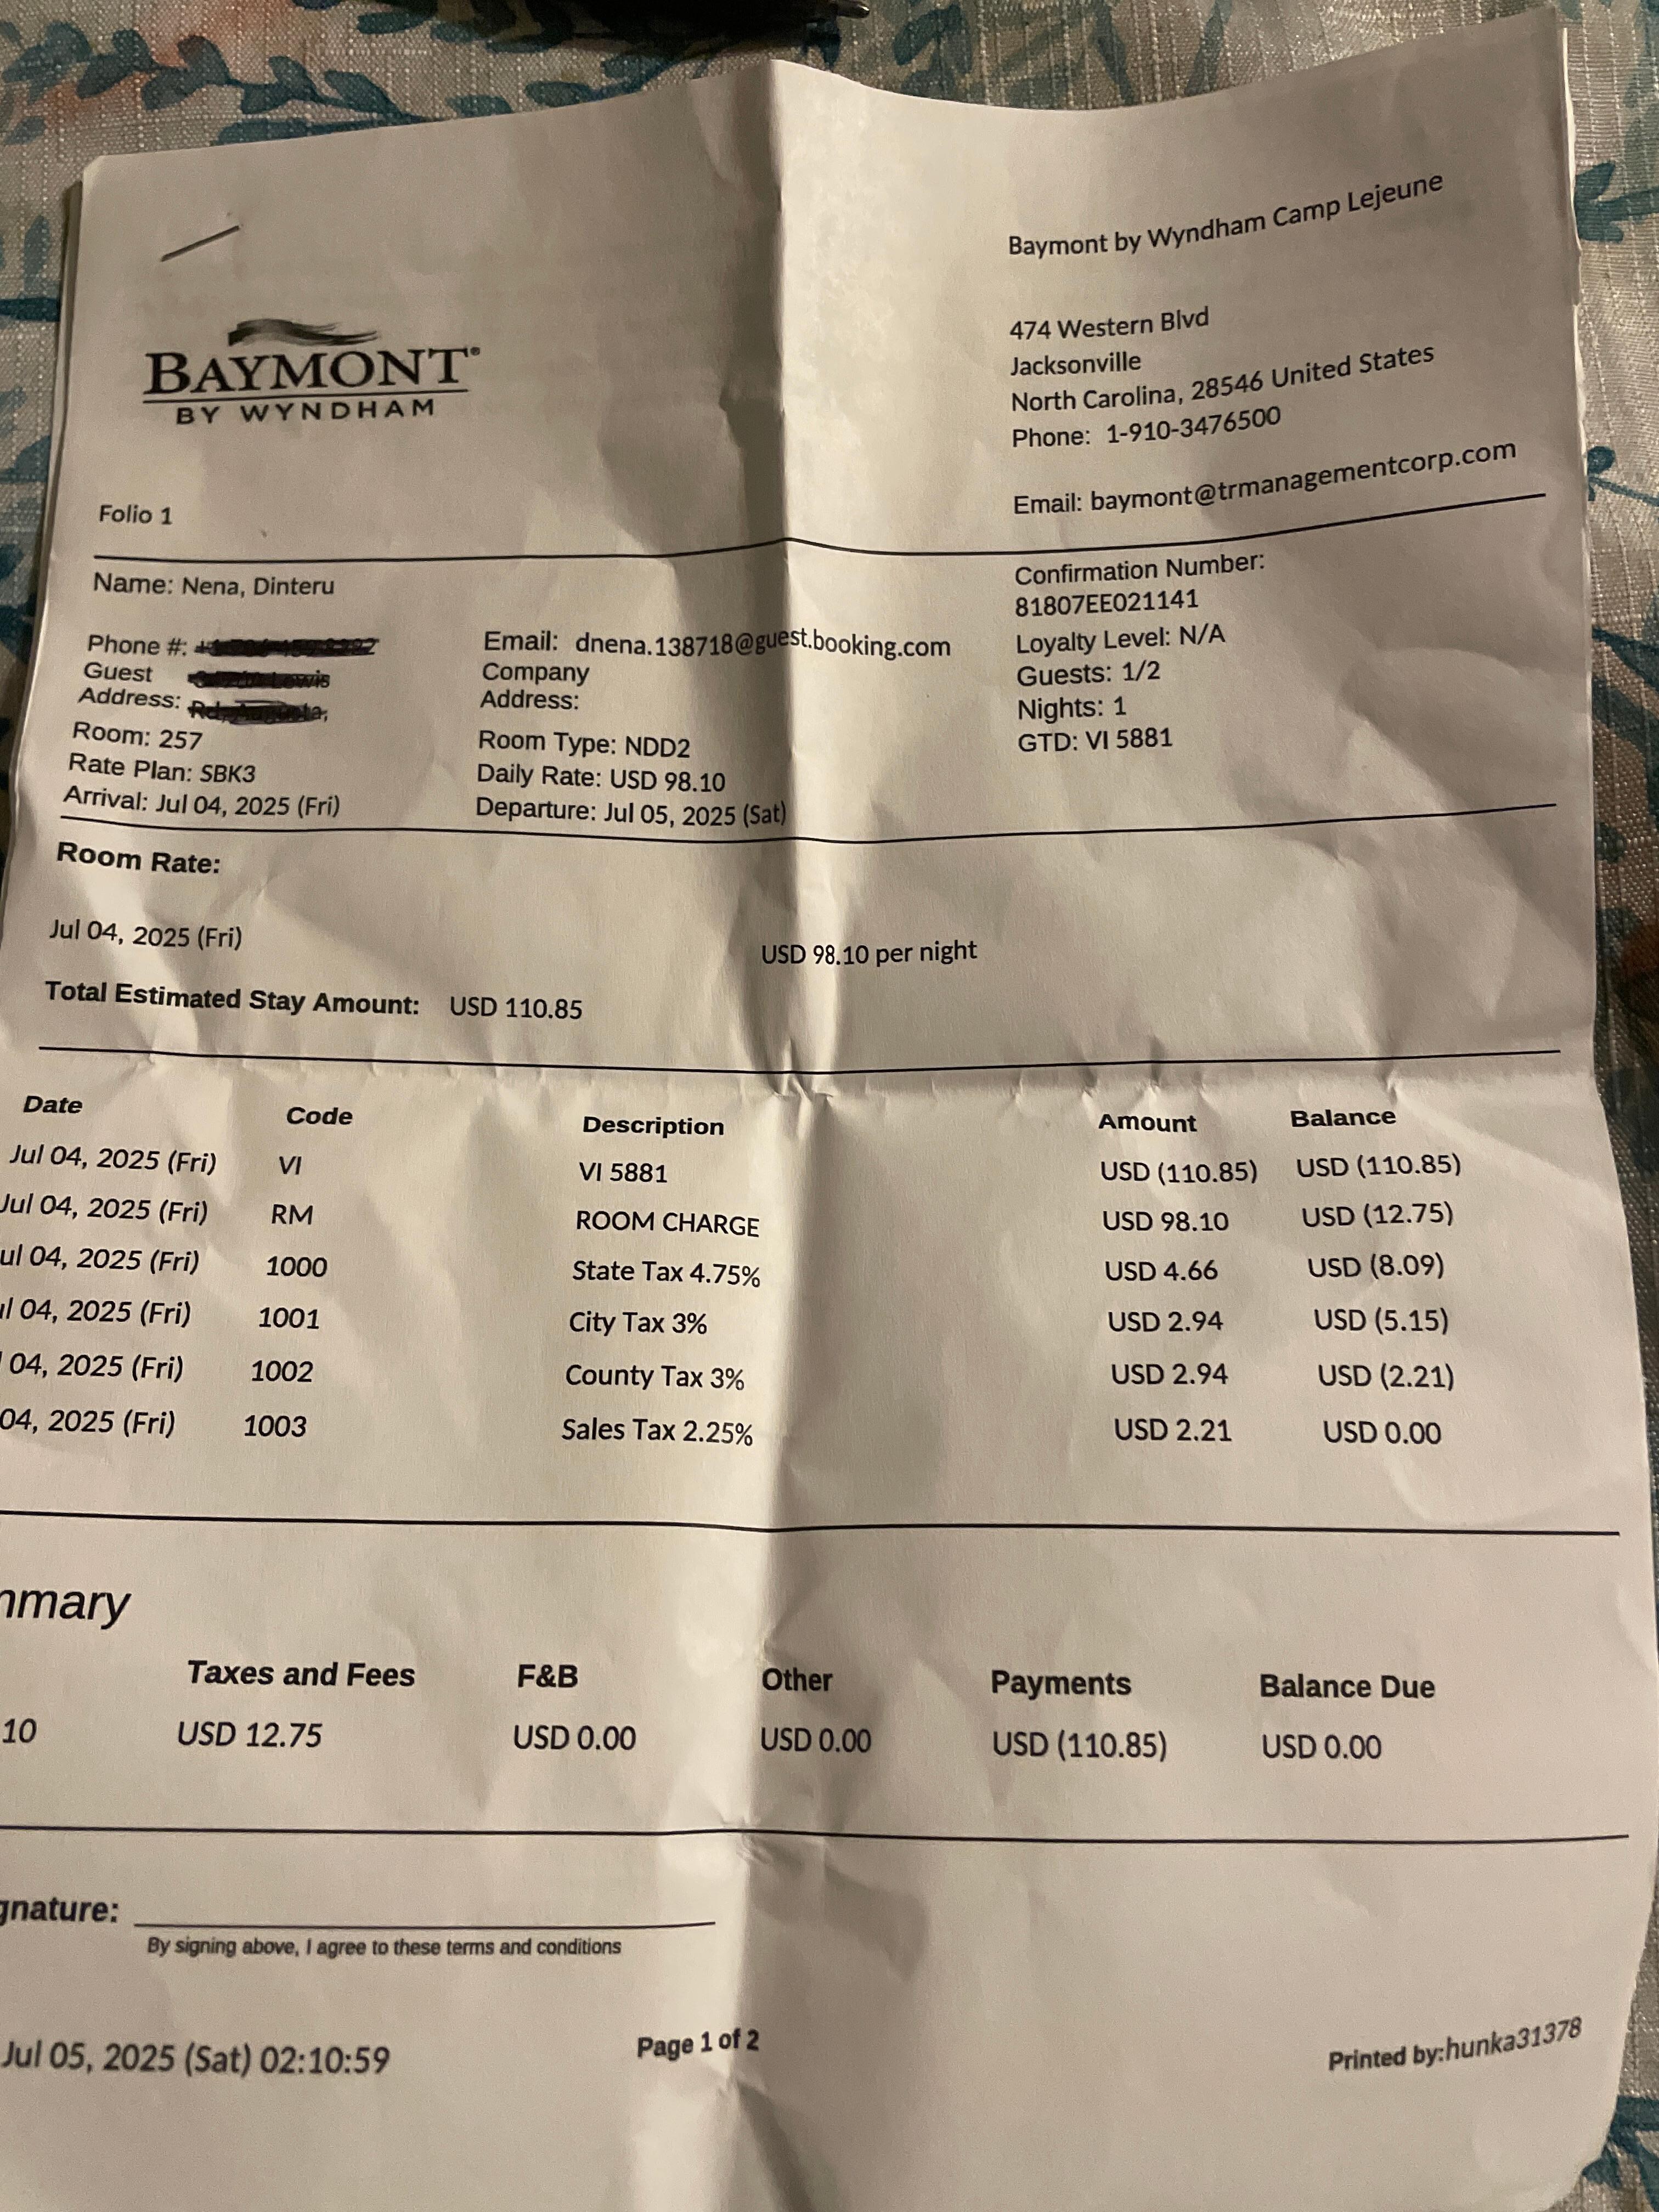 Baymont by Wyndham Camp Lejeune
474 Western Blvd
Jacksonville
North Carolina, 28546 United States
Phone: 1-910-3476500
Email: baymont@trmanagementcorp.com
BAYMONT®
BY WYNDHAM
Folio 1
Name: Nena, Dinteru
Phone #:
Guest
Address:
Room: 257
Rate Plan: SBK3
Arrival: Jul 04, 2025 (Fri)
Email: dnena.138718@guest.booking.com
Company
Address:
Room Type: NDD2
Daily Rate: USD 98.10
Departure: Jul 05, 2025 (Sat)
Confirmation Number:
81807EE021141
Loyalty Level: N/A
Guests: 1/2
Nights: 1
GTD: VI 5881
Room Rate:
Jul 04, 2025 (Fri) USD 98.10 per night
Total Estimated Stay Amount: USD 110.85
Date Code Description Amount Balance
Jul 04, 2025 (Fri) VI VI 5881 USD (110.85) USD (110.85)
Jul 04, 2025 (Fri) RM ROOM CHARGE USD 98.10 USD (12.75)
ul 04, 2025 (Fri) 1000 State Tax 4.75% USD 4.66 USD (8.09)
l 04, 2025 (Fri) 1001 City Tax 3% USD 2.94 USD (5.15)
04, 2025 (Fri) 1002 County Tax 3% USD 2.94 USD (2.21)
04, 2025 (Fri) 1003 Sales Tax 2.25% USD 2.21 USD 0.00
mmary
Taxes and Fees F&B Other Payments Balance Due
10 USD 12.75 USD 0.00 USD 0.00 USD (110.85) USD 0.00
gnature:
By signing above, I agree to these terms and conditions
Jul 05, 2025 (Sat) 02:10:59 Page 1 of 2 Printed by:hunka31378